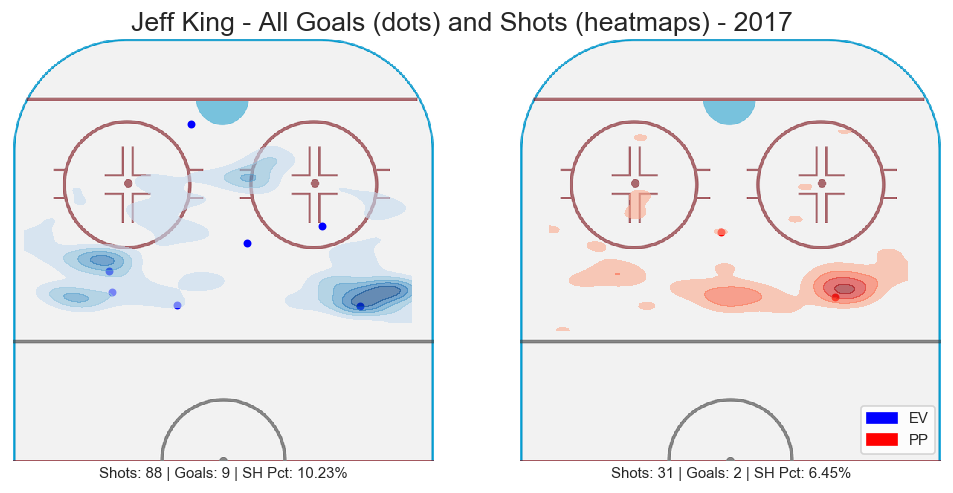 Jeff King - All Goals (dots) and Shots (heatmaps) - 2017
EV
PP
Shots: 88 | Goals: 9 | SH Pct: 10.23%
Shots: 31 | Goals: 2 | SH Pct: 6.45%